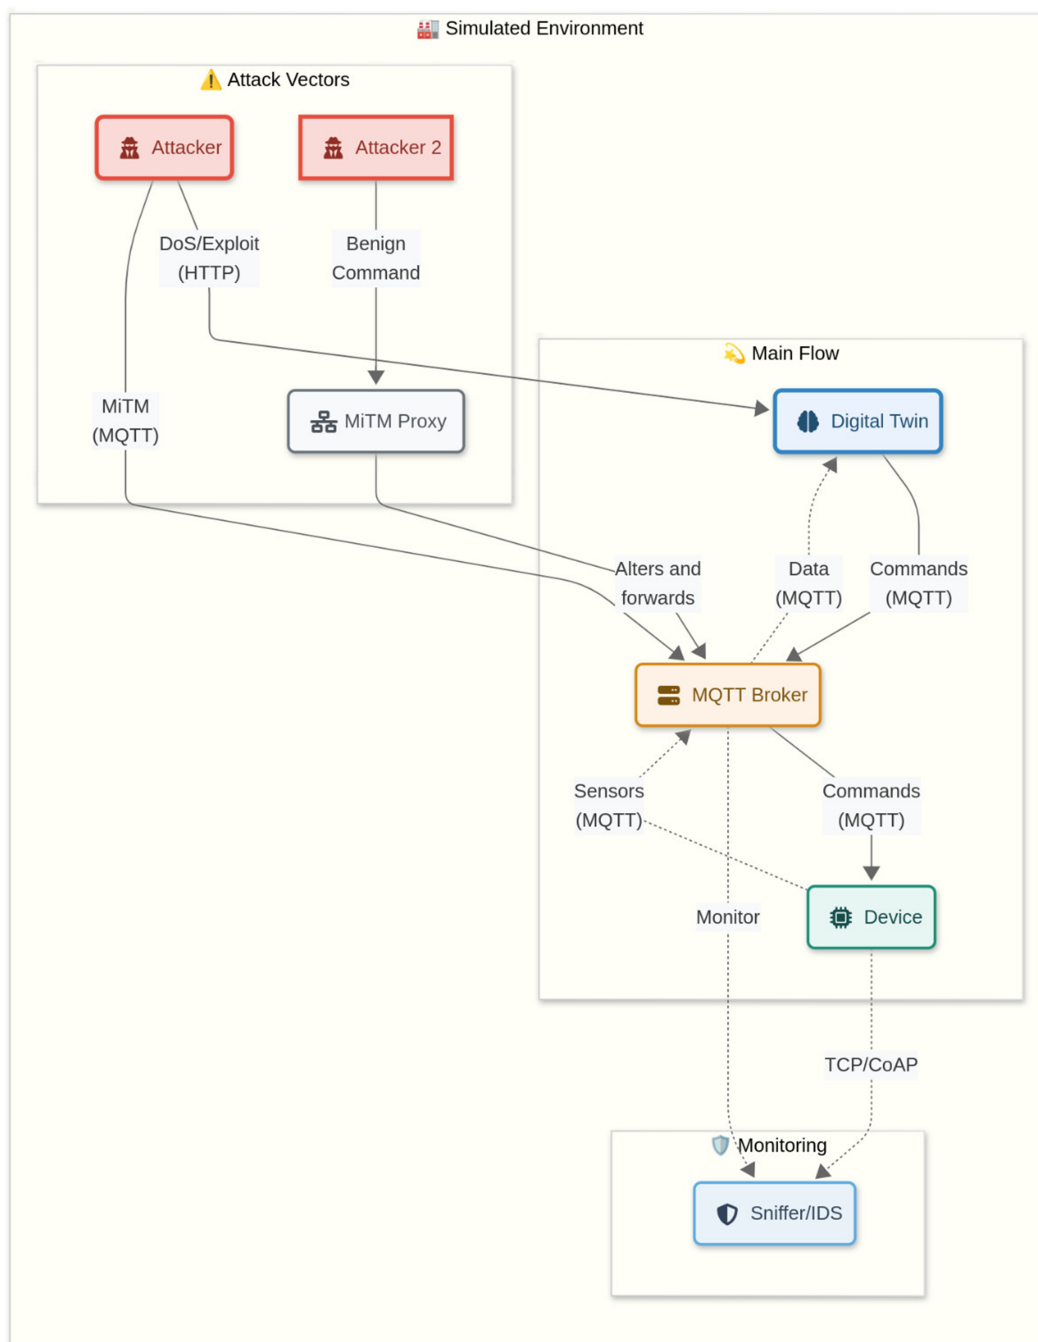 Simulated Environment
Attack Vectors
Attacker
Attacker 2
DoS/Exploit
(HTTP)
Benign
Command
MiTM
(MQTT)
MiTM Proxy
Main Flow
Digital Twin
Alters and
forwards
Data
(MQTT)
Commands
(MQTT)
MQTT Broker
Sensors
(MQTT)
Commands
(MQTT)
Monitor
Device
TCP/CoAP
Monitoring
Sniffer/IDS